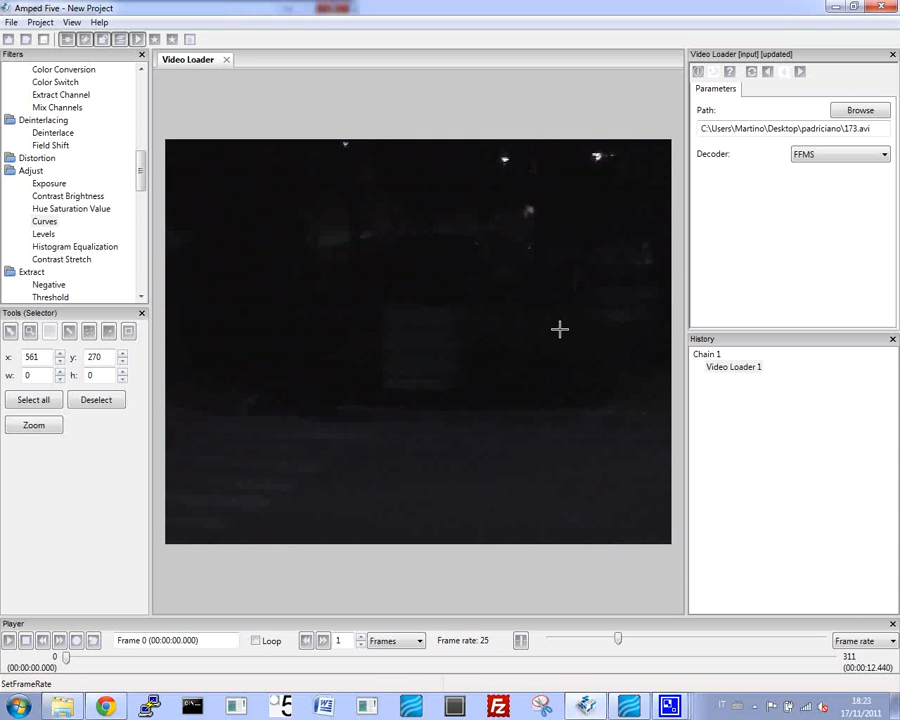 Amped Five - New Project
File Project View Help
Filters
Color Conversion
Color Switch
Extract Channel
Mix Channels
Deinterlacing
Deinterlace
Field Shift
Distortion
Adjust
Exposure
Contrast Brightness
Hue Saturation Value
Curves
Levels
Histogram Equalization
Contrast Stretch
Extract
Negative
Threshold
Tools (Selector)
x: 561 y: 270
w: 0 h: 0
Select all Deselect
Zoom
Video Loader
Video Loader [input] [updated]
Parameters
Path: Browse
C:\Users\Martino\Desktop\padriciano\173.avi
Decoder: FFMS
History
Chain 1
Video Loader 1
Player
Frame 0 (00:00:00.000) Loop 1 Frames Frame rate: 25 Frame rate
0 311
(00:00:00.000) (00:00:12.440)
SetFrameRate
IT 18:23
17/11/2011